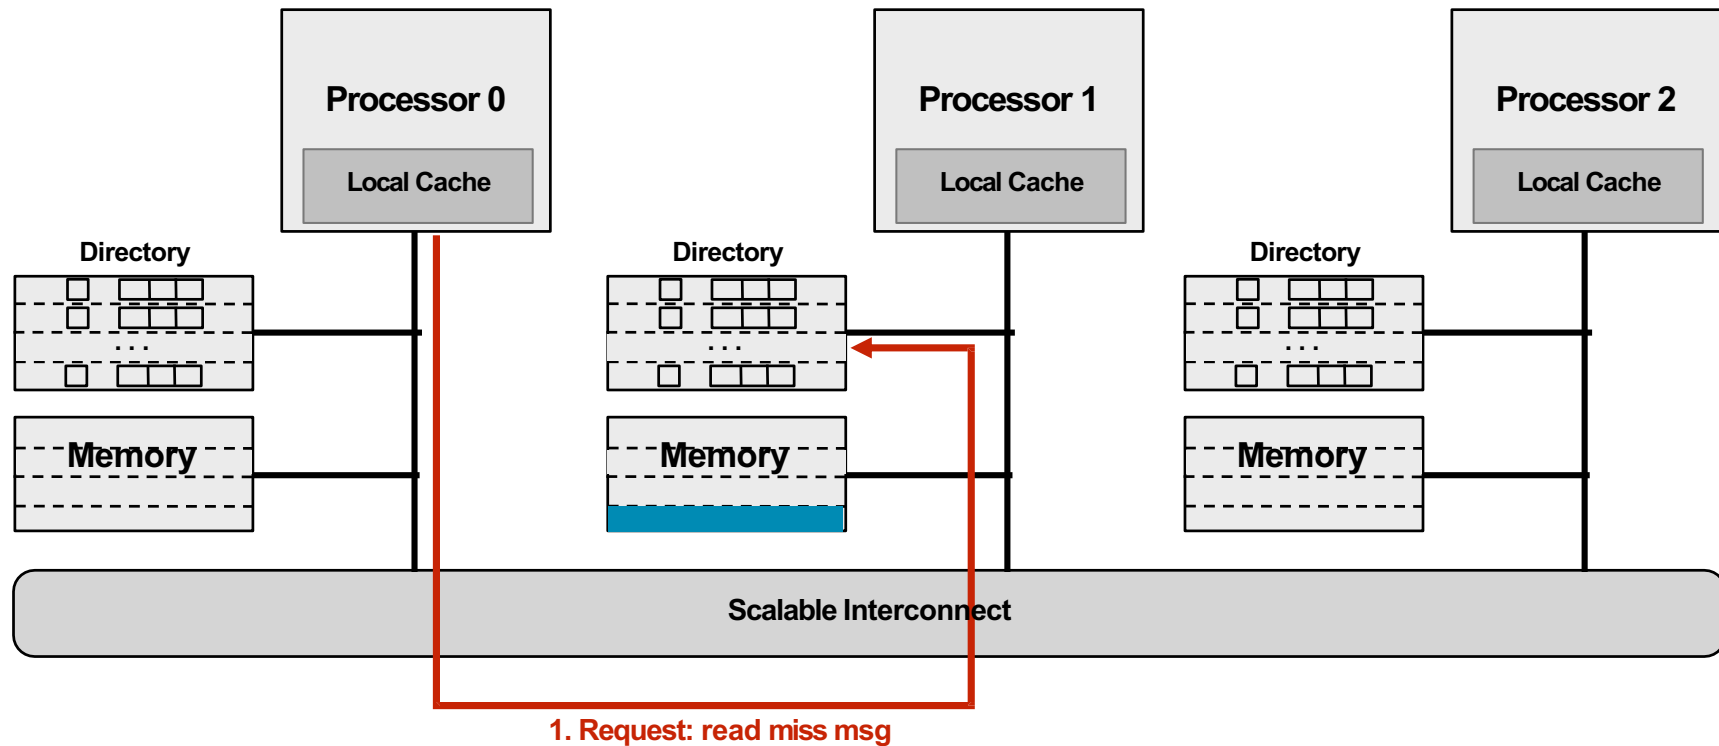 Processor 0
Processor 1
Processor 2
Local Cache
Local Cache
Local Cache
Directory
Directory
Directory
. . .
. . .
. . .
Memory
Memory
Memory
Scalable Interconnect
1. Request: read miss msg